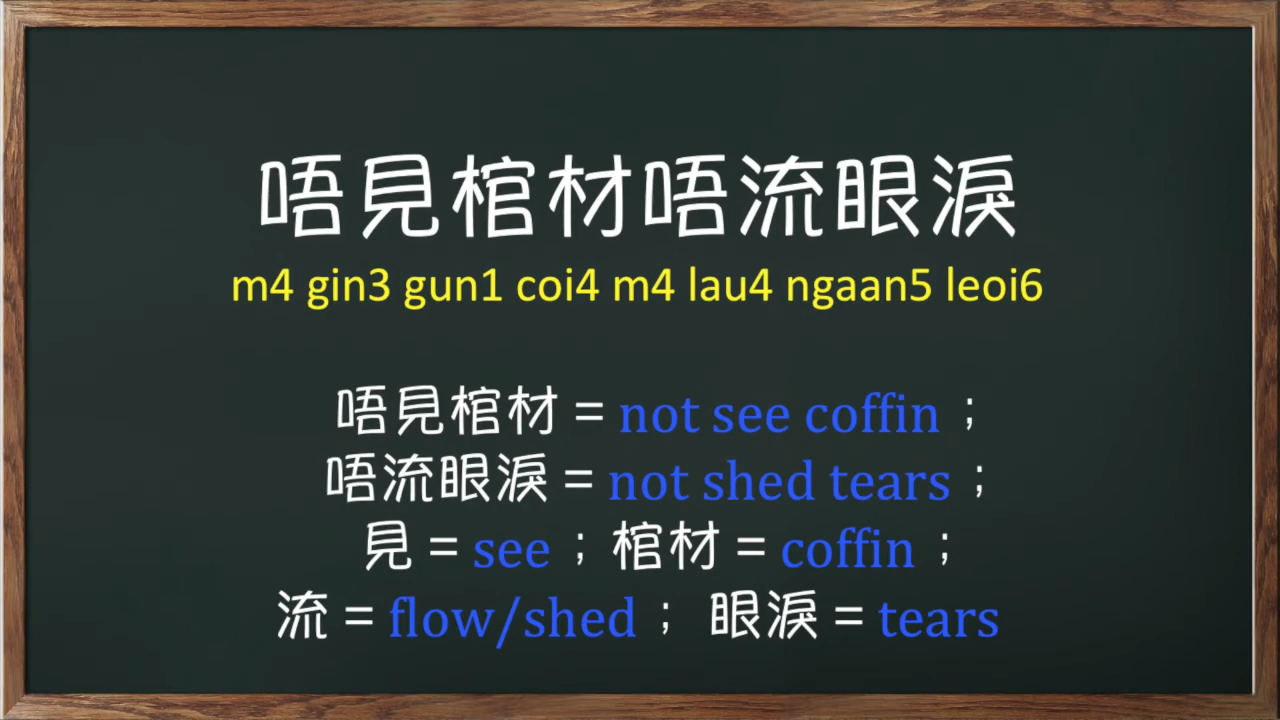 唔見棺材唔流眼淚
m4 gin3 gun1 coi4 m4 lau4 ngaan5 leoi6
唔見棺材 = not see coffin；
唔流眼淚 = not shed tears；
見 = see；棺材 = coffin；
流 = flow/shed； 眼淚 = tears